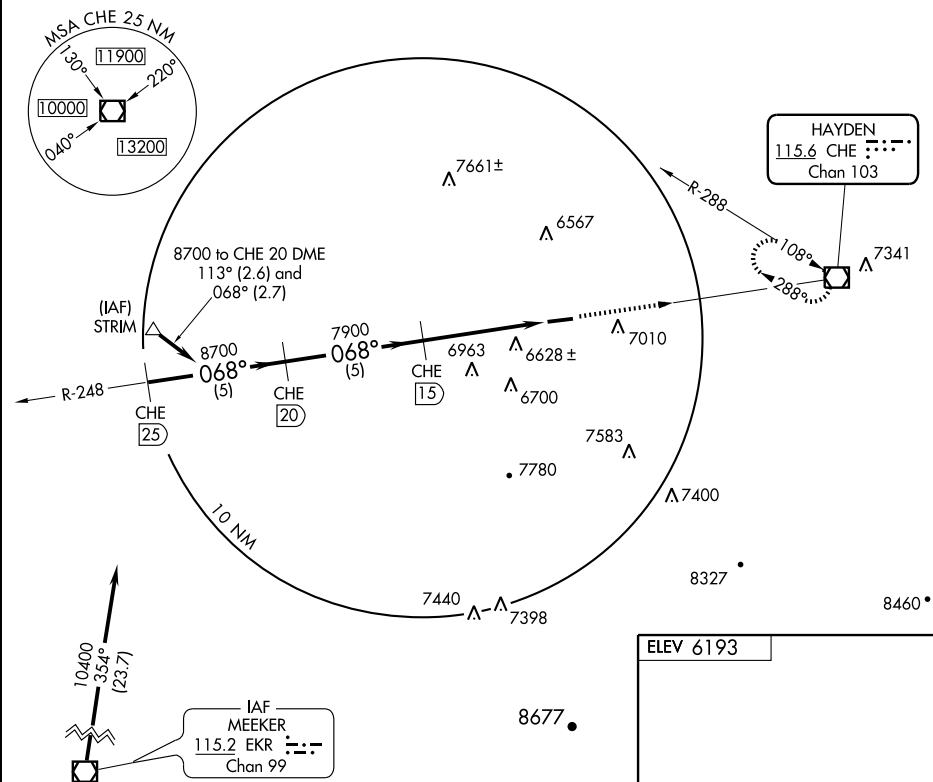 MSA CHE 25 NM
130°
11900
220°
10000
040°
13200
HAYDEN
115.6 CHE
Chan 103
R-288
108°
288°
7341
7661±
6567
8700 to CHE 20 DME
113° (2.6) and
068° (2.7)
(IAF)
STRIM
8700
068°
(5)
7900
068°
(5)
R-248
CHE
25
CHE
20
CHE
15
6963
6628 ±
7010
6700
7583
7780
7400
10 NM
8327
8460
7440
7398
ELEV 6193
10400
354°
(23.7)
IAF
MEEKER
115.2 EKR
Chan 99
8677